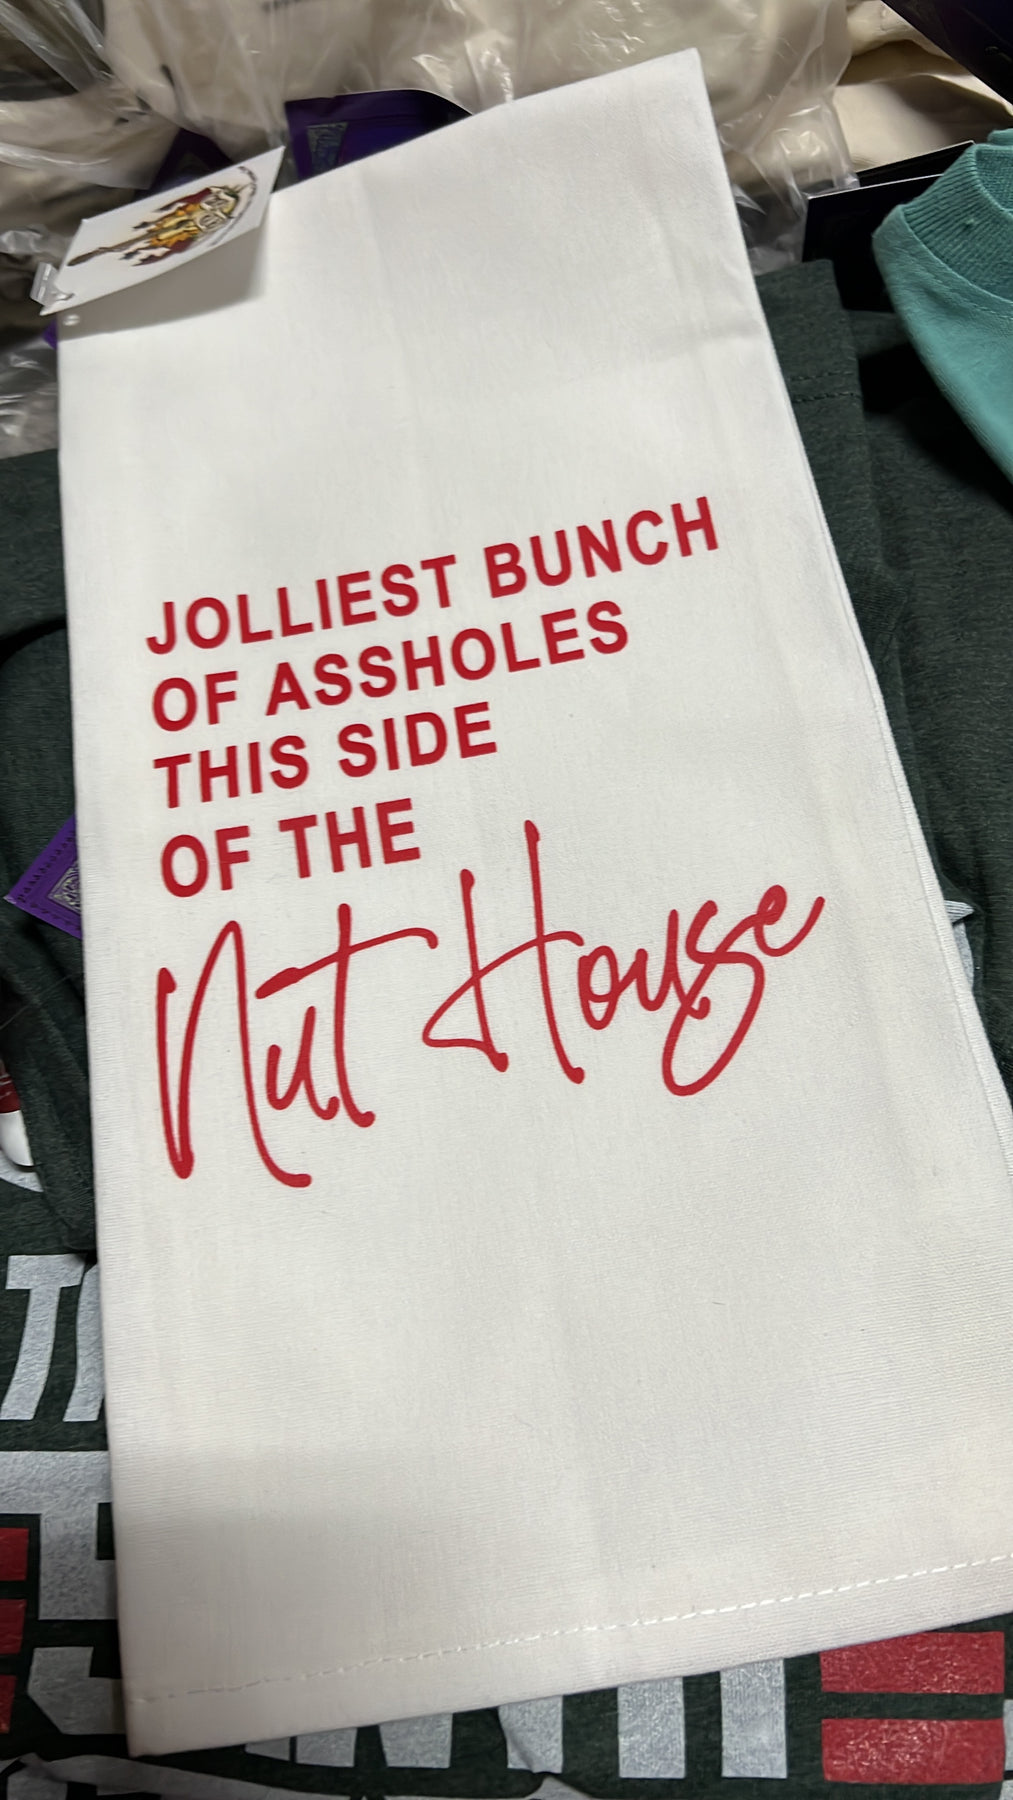 JOLLIEST BUNCH
OF ASSHOLES
THIS SIDE
OF THE
Nut House